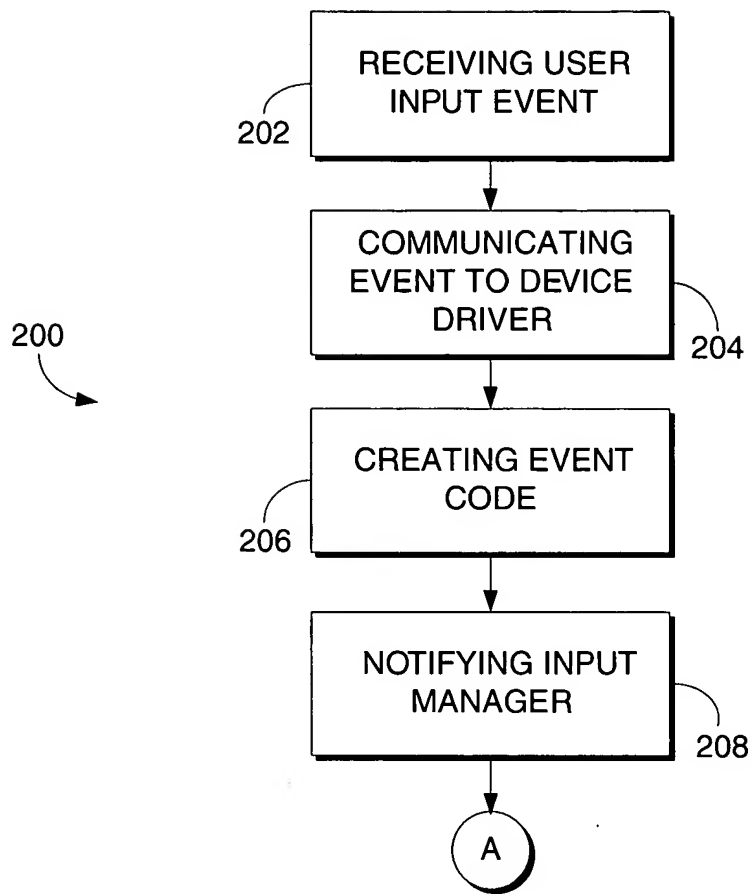 RECEIVING USER
INPUT EVENT
202
COMMUNICATING
EVENT TO DEVICE
DRIVER
204
200
CREATING EVENT
CODE
206
NOTIFYING INPUT
MANAGER
208
A